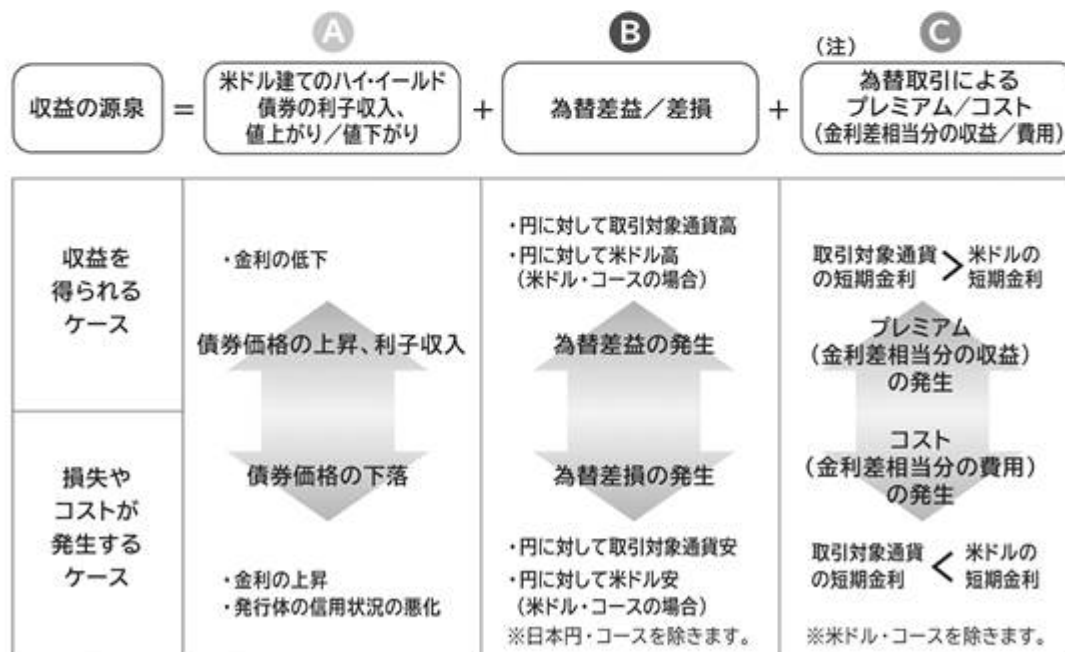 A
B
(注)
C
収益の源泉
=
米ドル建てのハイ・イールド
債券の利子収入、
値上がり/値下がり
+
為替差益/差損
+
為替取引による
プレミアム/コスト
(金利差相当分の収益/費用)
収益を
得られる
ケース
・金利の低下
債券価格の上昇、利子収入
・円に対して取引対象通貨高
・円に対して米ドル高
(米ドル・コースの場合)
為替差益の発生
取引対象通貨 > 米ドルの
の短期金利 短期金利
プレミアム
(金利差相当分の収益)
の発生
損失や
コストが
発生する
ケース
債券価格の下落
・金利の上昇
・発行体の信用状況の悪化
為替差損の発生
・円に対して取引対象通貨安
・円に対して米ドル安
(米ドル・コースの場合)
※日本円・コースを除きます。
コスト
(金利差相当分の費用)
の発生
取引対象通貨 < 米ドルの
の短期金利 短期金利
※米ドル・コースを除きます。